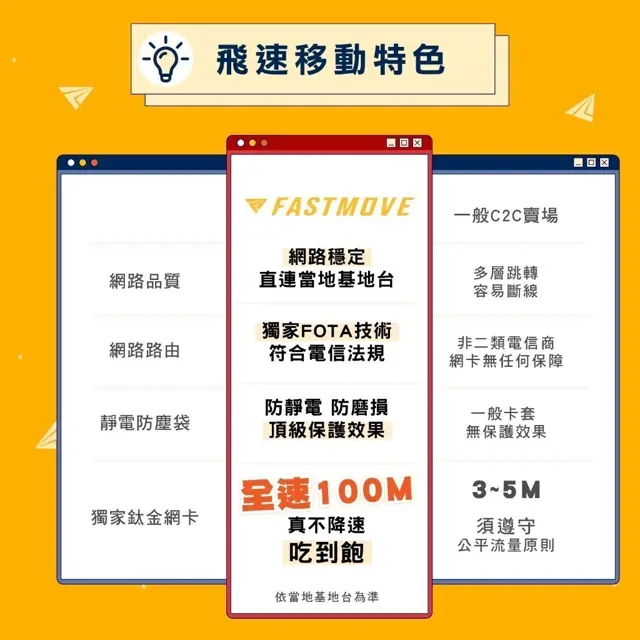 飛速移動特色
FASTMOVE
一般C2C賣場
網路品質
網路穩定
直連當地基地台
多層跳轉
容易斷線
網路路由
獨家FOTA技術
符合電信法規
非二類電信商
網卡無任何保障
靜電防塵袋
防靜電 防磨損
頂級保護效果
一般卡套
無保護效果
獨家鈦金網卡
全速100M
真不降速
吃到飽
依當地基地台為準
3~5M
須遵守
公平流量原則